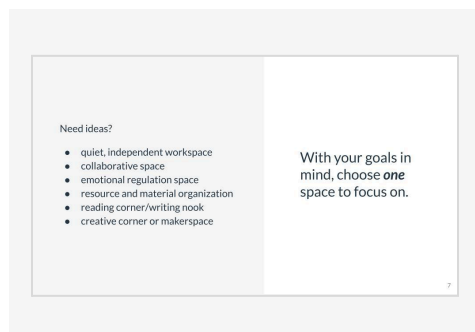 Need ideas?
● quiet, independent workspace
● collaborative space
● emotional regulation space
● resource and material organization
● reading corner/writing nook
● creative corner or makerspace
With your goals in
mind, choose one
space to focus on.
7